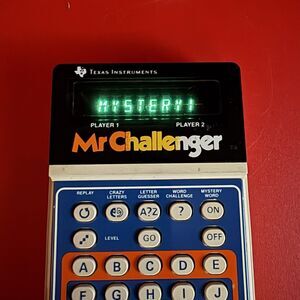 TEXAS INSTRUMENTS
MYSTERY1
PLAYER 1 PLAYER 2
Mr Challenger
REPLAY CRAZY LETTERS LETTER GUESSER WORD CHALLENGE MYSTERY WORD
A?Z ? ON
LEVEL GO OFF
A B C D E
F G H I J